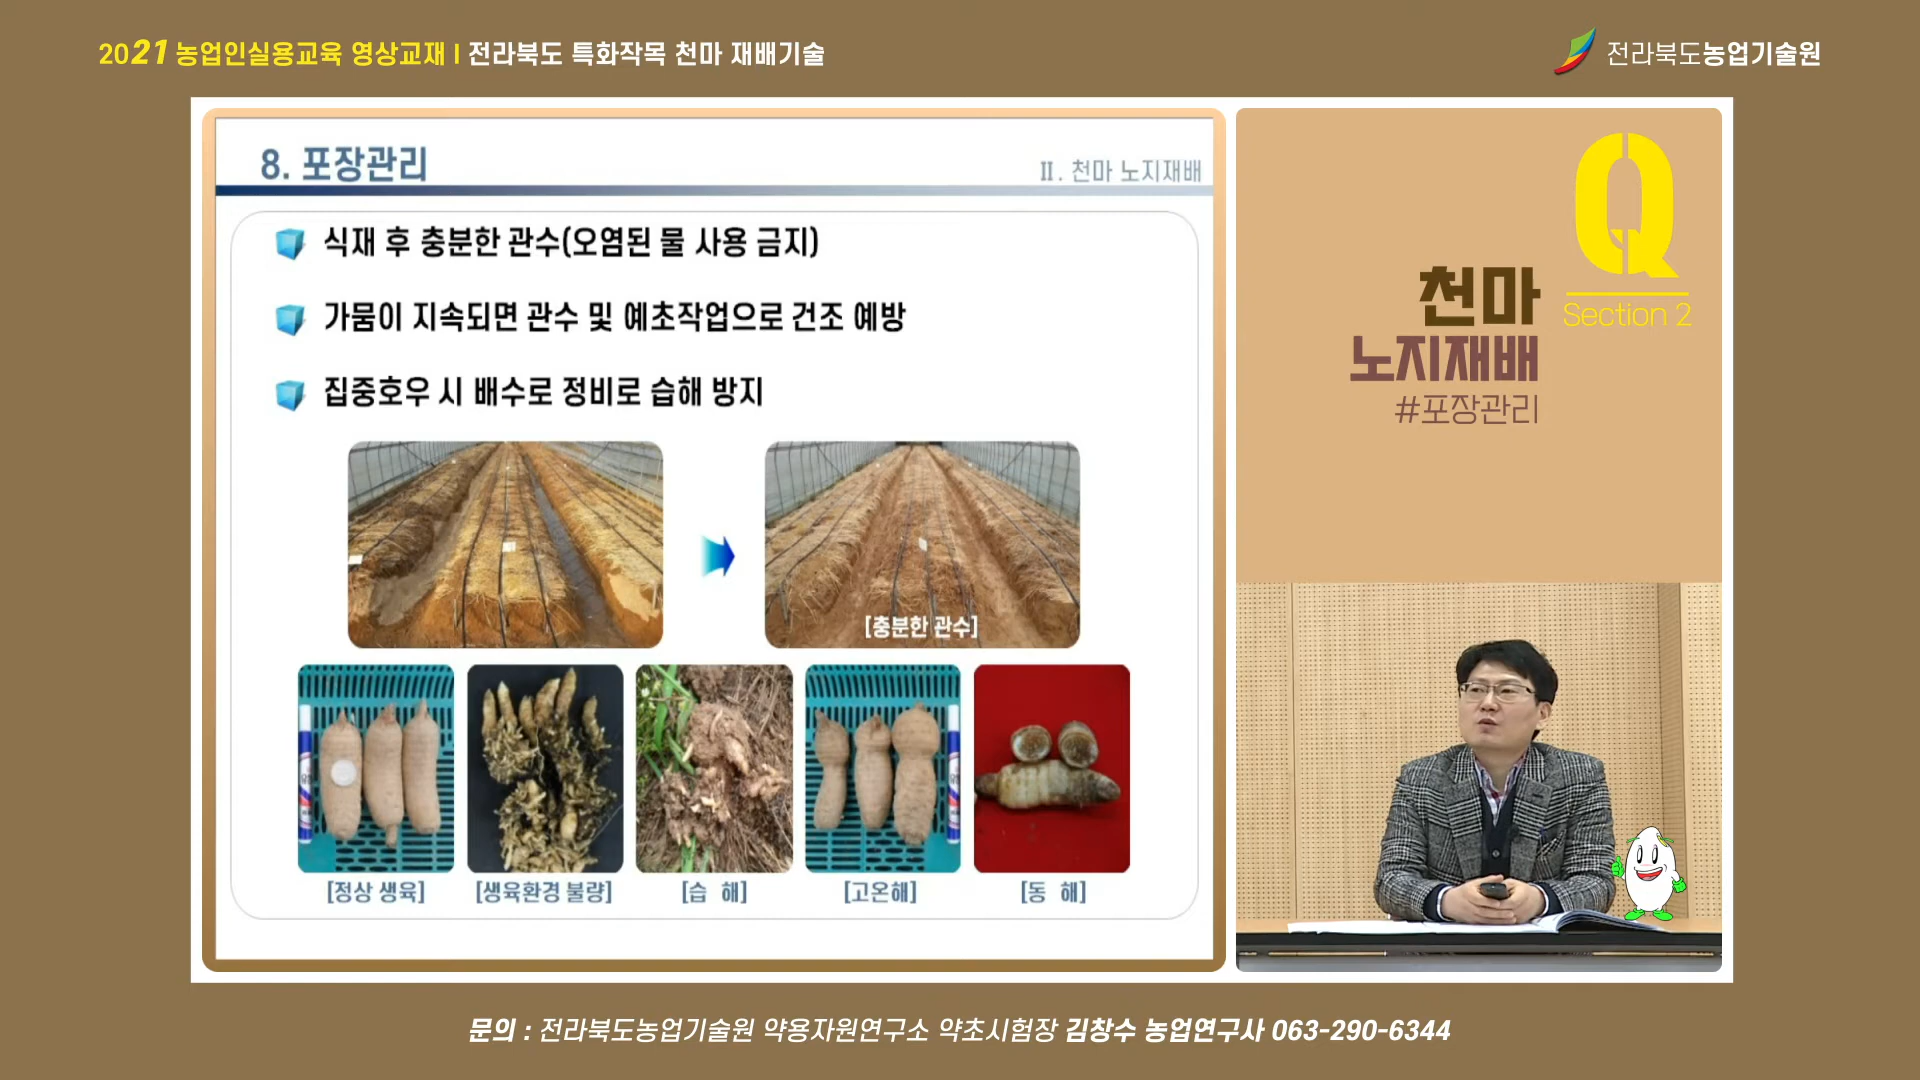 2021 농업인실용교육 영상교재 I 전라북도 특화작목 천마 재배기술
전라북도농업기술원
8. 포장관리
Ⅱ. 천마 노지재배
식재 후 충분한 관수(오염된 물 사용 금지)
가뭄이 지속되면 관수 및 예초작업으로 건조 예방
집중호우 시 배수로 정비로 습해 방지
[충분한 관수]
[정상 생육]
[생육환경 불량]
[습 해]
[고온해]
[동 해]
Q
Section 2
천마
노지재배
#포장관리
문의 : 전라북도농업기술원 약용자원연구소 약초시험장 김창수 농업연구사 063-290-6344